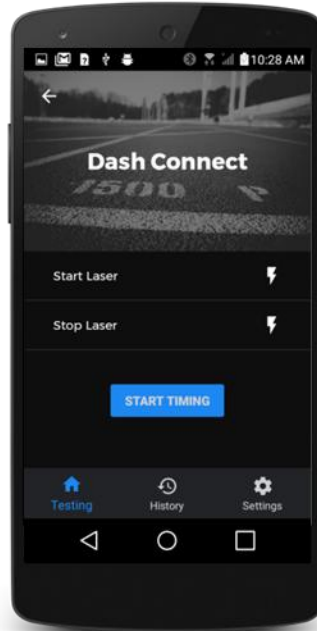 10:28 AM
Dash Connect
1500 P
Start Laser
Stop Laser
START TIMING
Testing
History
Settings